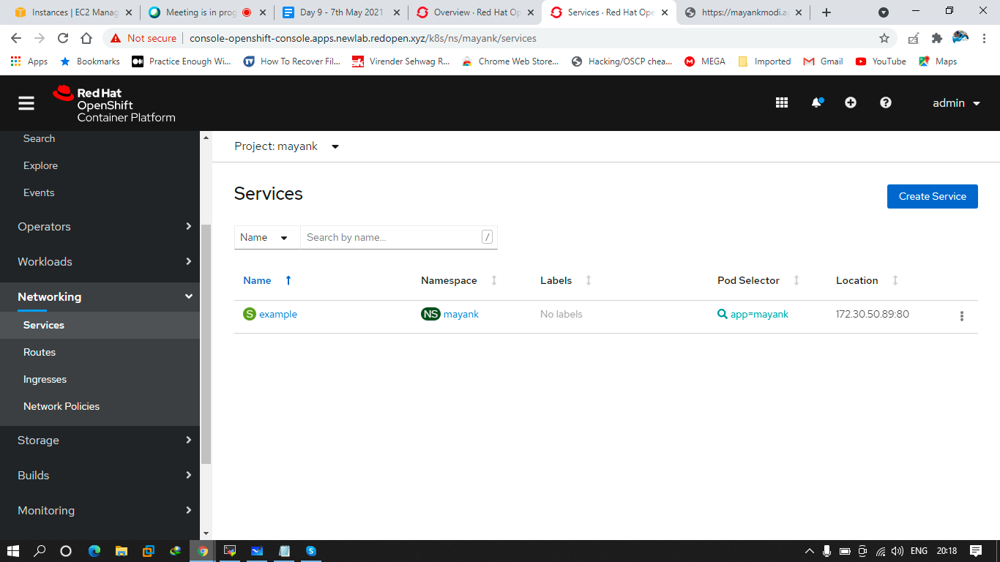 Instances | EC2 Manag
Meeting is in prog
Day 9 - 7th May 2021
Overview · Red Hat Op
Services · Red Hat Ope
https://mayankmodi.a
Not secure
console-openshift-console.apps.newlab.redopen.xyz/k8s/ns/mayank/services
Apps
Bookmarks
Practice Enough Wi...
How To Recover Fil...
Virender Sehwag R...
Chrome Web Store...
Hacking/OSCP chea...
MEGA
Imported
Gmail
YouTube
Maps
Red Hat
OpenShift
Container Platform
admin
Search
Explore
Events
Operators
Workloads
Networking
Services
Routes
Ingresses
Network Policies
Storage
Builds
Monitoring
Project: mayank
Services
Create Service
Name
Search by name...
/
Name Namespace Labels Pod Selector Location
S example NS mayank No labels app=mayank 172.30.50.89:80
ENG 20:18